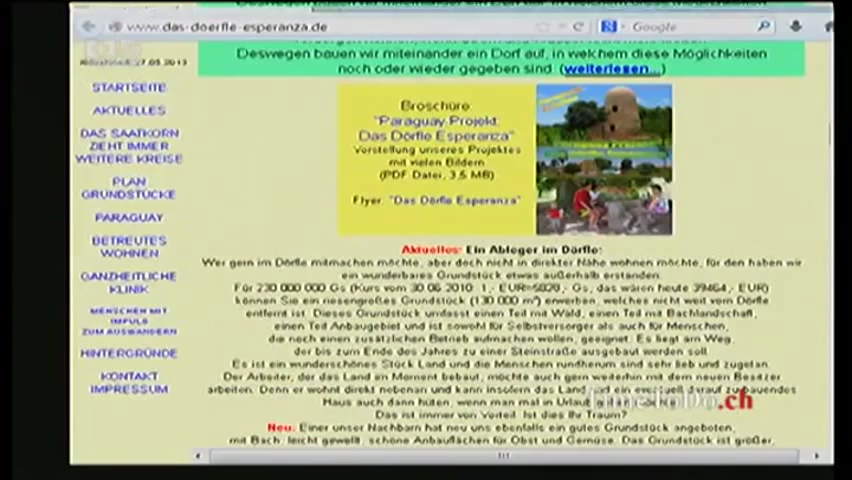 www.das-doerfle-esperanza.de
Google
Deswegen bauen wir miteinander ein Dorf auf, in welchem diese Möglichkeiten
noch oder wieder gegeben sind. (weiterlesen...)
27.05.2013
STARTSEITE
AKTUELLES
DAS SAATKORN
ZIEHT IMMER
WEITERE KREISE
PLAN
GRUNDSTÜCKE
PARAGUAY
BETREUTES
WOHNEN
GANZHEITLICHE
KLINIK
MENSCHEN MIT
IMPULS
ZUM AUSWANDERN
HINTERGRÜNDE
KONTAKT
IMPRESSUM
Broschüre:
"Paraguay-Projekt:
Das Dörfle Esperanza"
Vorstellung unseres Projektes
mit vielen Bildern
(PDF Datei, 3,5 MB)
Flyer: "Das Dörfle Esperanza"
Aktuelles: Ein Ableger im Dörfle:
Wer gern im Dörfle mitmachen möchte, aber doch nicht in direkter Nähe wohnen möchte, für den haben wir
ein wunderbares Grundstück etwas außerhalb erstanden.
Für 230 000 000 Gs (Kurs vom 30.06.2010: 1,- EUR=5828,- Gs, das wären heute 39464,- EUR)
können Sie ein riesengroßes Grundstück (130 000 m²) erwerben, welches nicht weit vom Dörfle
entfernt ist. Dieses Grundstück umfasst einen Teil mit Wald, einen Teil mit Bachlandschaft,
einen Teil Anbaugebiet und ist sowohl für Selbstversorger als auch für Menschen,
die noch einen zusätzlichen Betrieb aufmachen wollen, geeignet. Es liegt am Weg,
der bis zum Ende des Jahres zu einer Steinstraße ausgebaut werden soll.
Es ist ein wunderschönes Stück Land und die Menschen rundherum sind sehr lieb und zugetan.
Der Arbeiter, der das Land im Moment bebaut, möchte auch gern weiterhin mit dem neuen Besitzer
arbeiten. Denn er wohnt direkt nebenan und kann insofern das Land und ein eventuell darauf zu bauendes
Haus auch dann hüten, wenn man mal in Urlaub
TimeToDo.ch
Das ist immer von Vorteil. Ist dies Ihr Traum?
Neu: Einer unser Nachbarn hat neu uns ebenfalls ein gutes Grundstück angeboten,
mit Bach, leicht gewellt, schöne Anbauflächen für Obst und Gemüse. Das Grundstück ist größer,